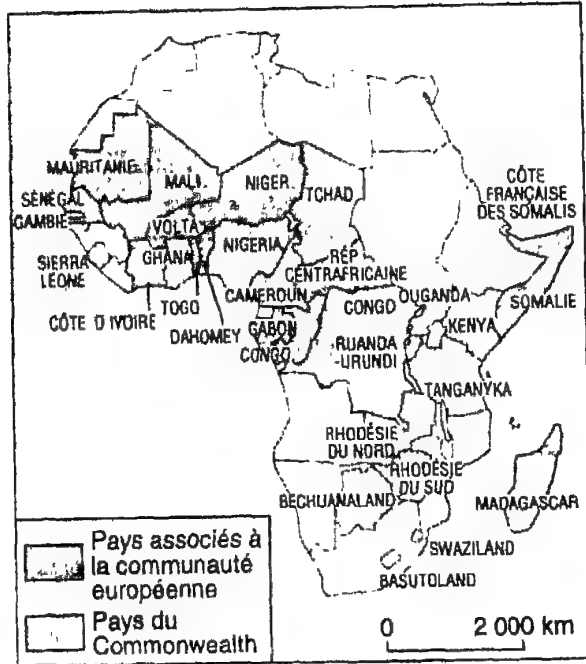 MAURITANIE
MALI
NIGER
TCHAD
CÔTE
FRANÇAISE
DES SOMALIS
SÉNÉGAL
GAMBIE
VOLTA
NIGERIA
GHANA
SIERRA
LEONE
RÉP
CENTRAFRICAINE
CAMEROUN
CONGO
OUGANDA
SOMALIE
CÔTE D'IVOIRE
TOGO
DAHOMEY
GABON
CONGO
KENYA
RUANDA
-URUNDI
TANGANYKA
RHODÉSIE
DU NORD
RHODÉSIE
DU SUD
BECHUANALAND
MADAGASCAR
SWAZILAND
BASUTOLAND
Pays associés à
la communauté
européenne
Pays du
Commonwealth
0 2 000 km